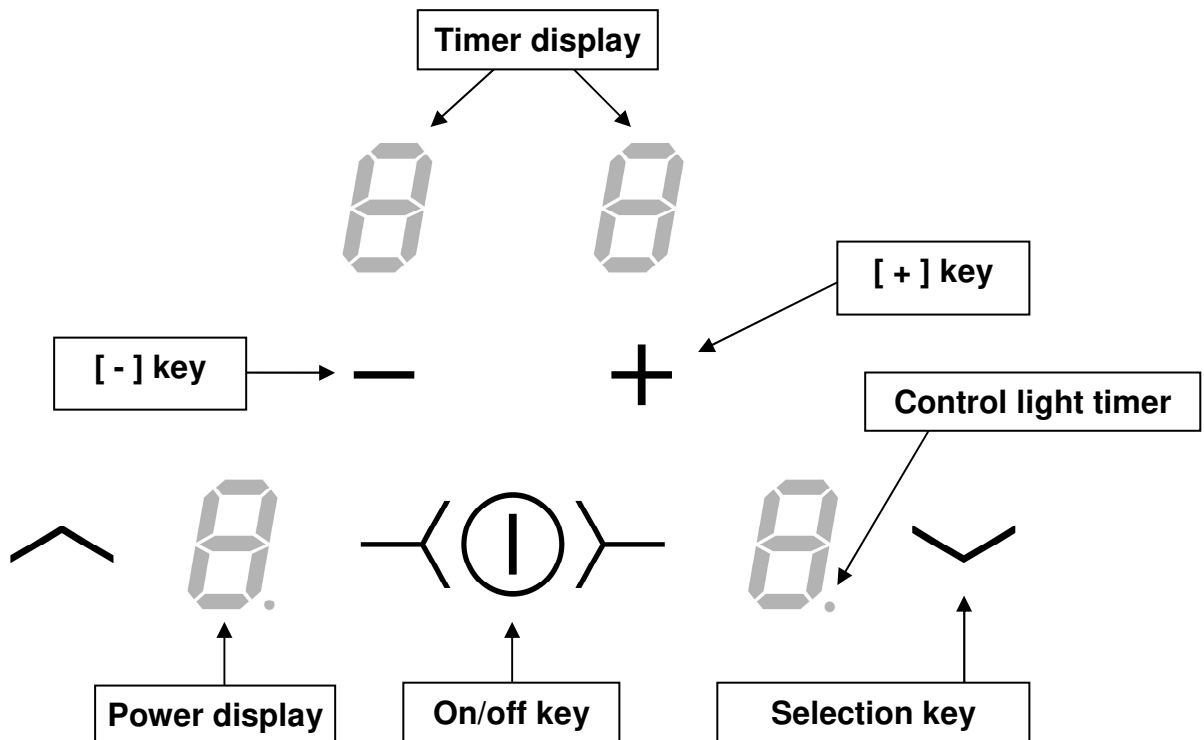 Timer display
[ + ] key
[ - ] key
Control light timer
Power display
On/off key
Selection key